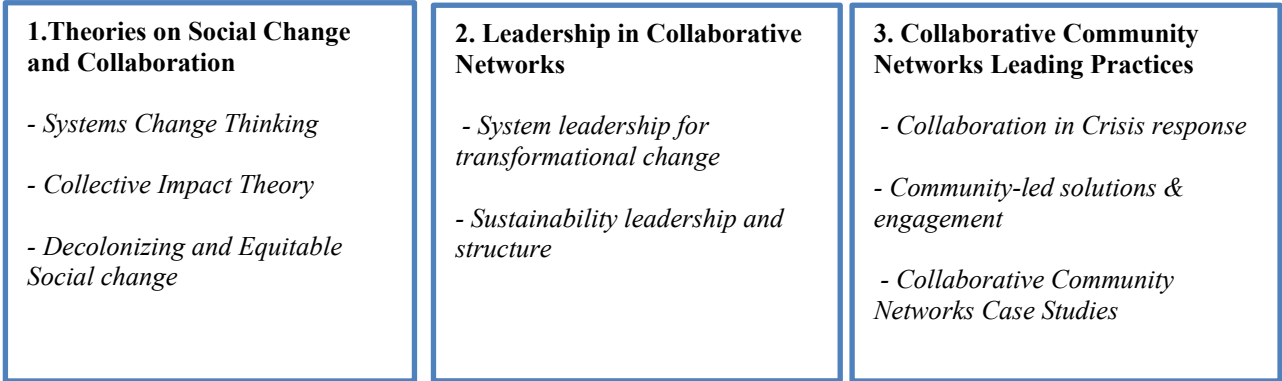 1.Theories on Social Change
and Collaboration
- Systems Change Thinking
- Collective Impact Theory
- Decolonizing and Equitable
Social change
2. Leadership in Collaborative
Networks
- System leadership for
transformational change
- Sustainability leadership and
structure
3. Collaborative Community
Networks Leading Practices
- Collaboration in Crisis response
- Community-led solutions &
engagement
- Collaborative Community
Networks Case Studies